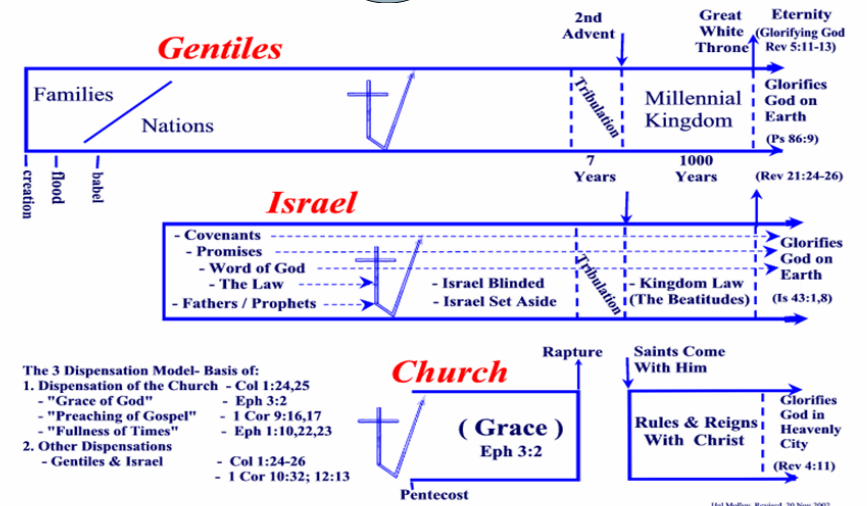 Gentiles
2nd
Advent
Great
White
Throne
Eternity
(Glorifying God
Rev 5:11-13)
Families
Nations
Tribulation
Millennial
Kingdom
Glorifies
God on
Earth
(Ps 86:9)
creation
flood
babel
7
Years
1000
Years
(Rev 21:24-26)
Israel
- Covenants
- Promises
- Word of God
- The Law
- Fathers / Prophets
- Israel Blinded
- Israel Set Aside
Tribulation
- Kingdom Law
(The Beatitudes)
Glorifies
God on
Earth
(Is 43:1,8)
The 3 Dispensation Model- Basis of:
1. Dispensation of the Church - Col 1:24,25
- "Grace of God" - Eph 3:2
- "Preaching of Gospel" - 1 Cor 9:16,17
- "Fullness of Times" - Eph 1:10,22,23
2. Other Dispensations
- Gentiles & Israel - Col 1:24-26
- 1 Cor 10:32; 12:13
Church
Rapture
( Grace )
Eph 3:2
Pentecost
Saints Come
With Him
Rules & Reigns
With Christ
Glorifies
God in
Heavenly
City
(Rev 4:11)
Revised, 20 Nov 2002